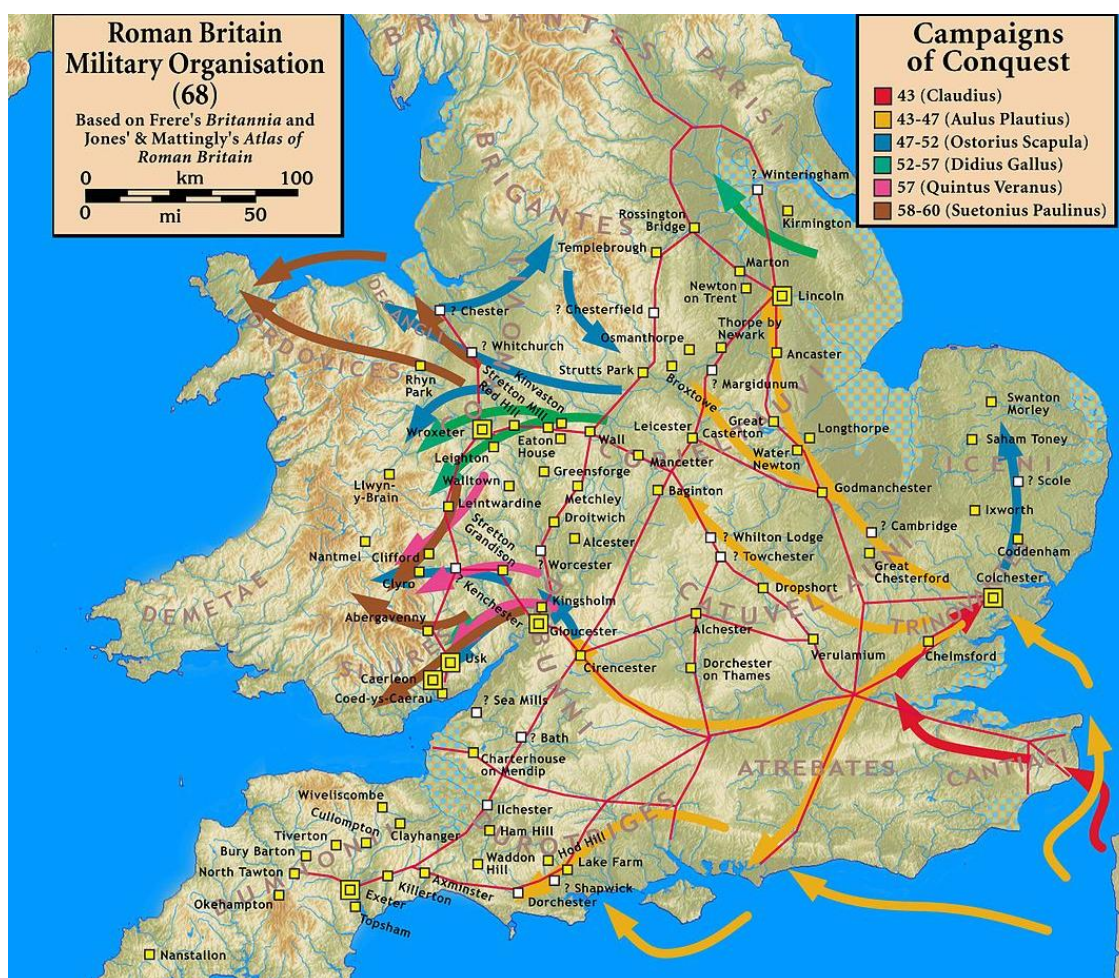 Roman Britain
Military Organisation
(68)
Based on Frere's Britannia and
Jones' & Mattingly's Atlas of
Roman Britain
0 km 100
0 mi 50
Campaigns
of Conquest
43 (Claudius)
43-47 (Aulus Plautius)
47-52 (Ostorius Scapula)
52-57 (Didius Gallus)
57 (Quintus Veranus)
58-60 (Suetonius Paulinus)
BRIGANTES
PARISI
BRIGANTES
? Winteringham
Kirmington
Rossington
Bridge
Templebrough
Marton
Newton
on Trent
Lincoln
? Chester
? Chesterfield
DECANGLI
Thorpe by
Newark
Osmanthorpe
ORDOVICES
? Whitchurch
Ancaster
Rhyn
Park
Strutts Park
Broxtowe
? Margidunum
Kinvaston
Stretton Mill
Red Hill
CORNOVII
Swanton
Morley
Wroxeter
Eaton
House
Wall
Leicester
Great
Casterton
Longthorpe
Saham Toney
Leighton
CORIELTAUVI
Water
Newton
ICENI
Llwyn-
y-Brain
Walltown
Greensforge
Mancetter
? Scole
Leintwardine
Metchley
Baginton
Godmanchester
Ixworth
Droitwich
Stretton
Grandison
Alcester
? Whilton Lodge
? Cambridge
Nantmel
Clifford
? Worcester
? Towchester
Great
Chesterford
Coddenham
Clyro
? Kenchester
Dropshort
Colchester
DEMETAE
Kingsholm
CATUVELLAUNI
TRINOVANTES
Abergavenny
Gloucester
Alchester
SILURES
Usk
Cirencester
Verulamium
Chelmsford
Caerleon
DOBUNNI
Dorchester
on Thames
Coed-ys-Caerau
? Sea Mills
? Bath
Charterhouse
on Mendip
ATREBATES
CANTIACI
Wiveliscombe
Ilchester
Cullompton
Clayhanger
Ham Hill
DUROTRIGES
Tiverton
Hod Hill
Bury Barton
Waddon
Hill
Lake Farm
North Tawton
DUMNONII
? Shapwick
Okehampton
Exeter
Killerton
Axminster
Dorchester
Topsham
Nanstallon